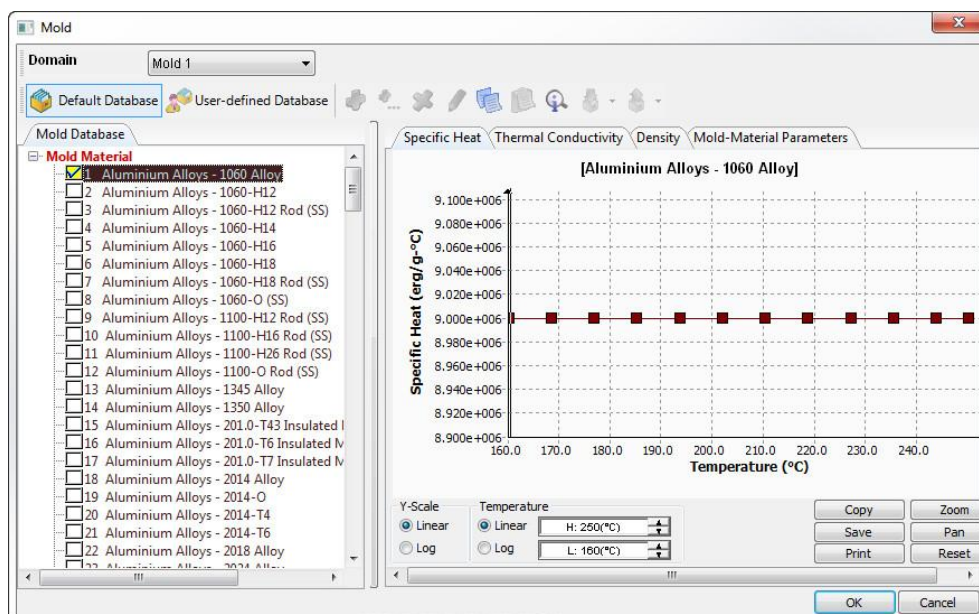 Mold
Domain
Mold 1
Default Database
User-defined Database
Mold Database
Mold Material
1 Aluminium Alloys - 1060 Alloy
2 Aluminium Alloys - 1060-H12
3 Aluminium Alloys - 1060-H12 Rod (SS)
4 Aluminium Alloys - 1060-H14
5 Aluminium Alloys - 1060-H16
6 Aluminium Alloys - 1060-H18
7 Aluminium Alloys - 1060-H18 Rod (SS)
8 Aluminium Alloys - 1060-O (SS)
9 Aluminium Alloys - 1100-H12 Rod (SS)
10 Aluminium Alloys - 1100-H16 Rod (SS)
11 Aluminium Alloys - 1100-H26 Rod (SS)
12 Aluminium Alloys - 1100-O Rod (SS)
13 Aluminium Alloys - 1345 Alloy
14 Aluminium Alloys - 1350 Alloy
15 Aluminium Alloys - 201.0-T43 Insulated
16 Aluminium Alloys - 201.0-T6 Insulated M
17 Aluminium Alloys - 201.0-T7 Insulated M
18 Aluminium Alloys - 2014 Alloy
19 Aluminium Alloys - 2014-O
20 Aluminium Alloys - 2014-T4
21 Aluminium Alloys - 2014-T6
22 Aluminium Alloys - 2018 Alloy
Specific Heat
Thermal Conductivity
Density
Mold-Material Parameters
[Aluminium Alloys - 1060 Alloy]
Specific Heat (erg/g-°C)
9.100e+006
9.080e+006
9.060e+006
9.040e+006
9.020e+006
9.000e+006
8.980e+006
8.960e+006
8.940e+006
8.920e+006
8.900e+006
160.0 170.0 180.0 190.0 200.0 210.0 220.0 230.0 240.0
Temperature (°C)
Y-Scale
Linear
Log
Temperature
Linear
Log
H: 250(°C)
L: 160(°C)
Copy
Zoom
Save
Pan
Print
Reset
OK
Cancel